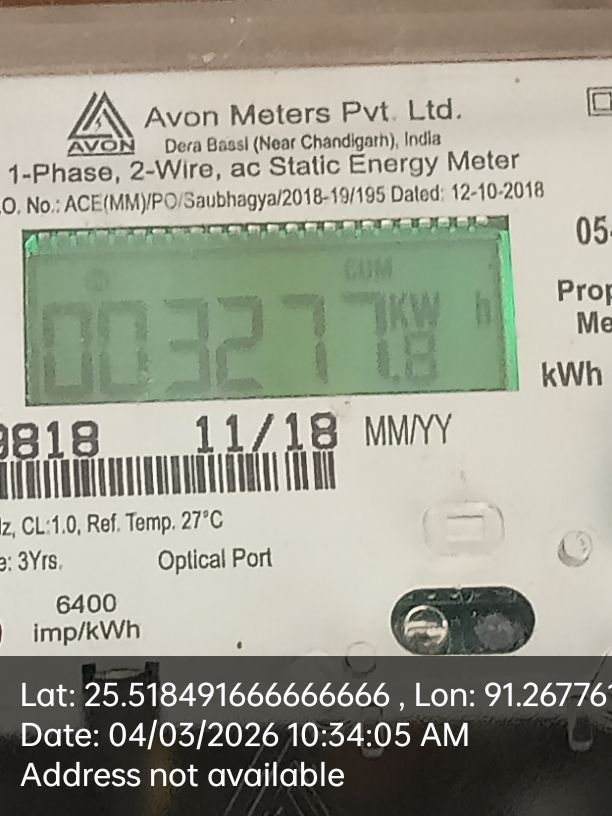 Avon Meters Pvt. Ltd.
AVON
Dera Bassi (Near Chandigarh), India
1-Phase, 2-Wire, ac Static Energy Meter
.O. No.: ACE(MM)/PO/Saubhagya/2018-19/195 Dated: 12-10-2018
05
CUM
003277.8 KW h
Prop
Me
kWh
9818 11/18 MM/YY
Hz, CL:1.0, Ref. Temp. 27°C
e: 3Yrs. Optical Port
6400
imp/kWh
Lat: 25.518491666666666 , Lon: 91.26776
Date: 04/03/2026 10:34:05 AM
Address not available